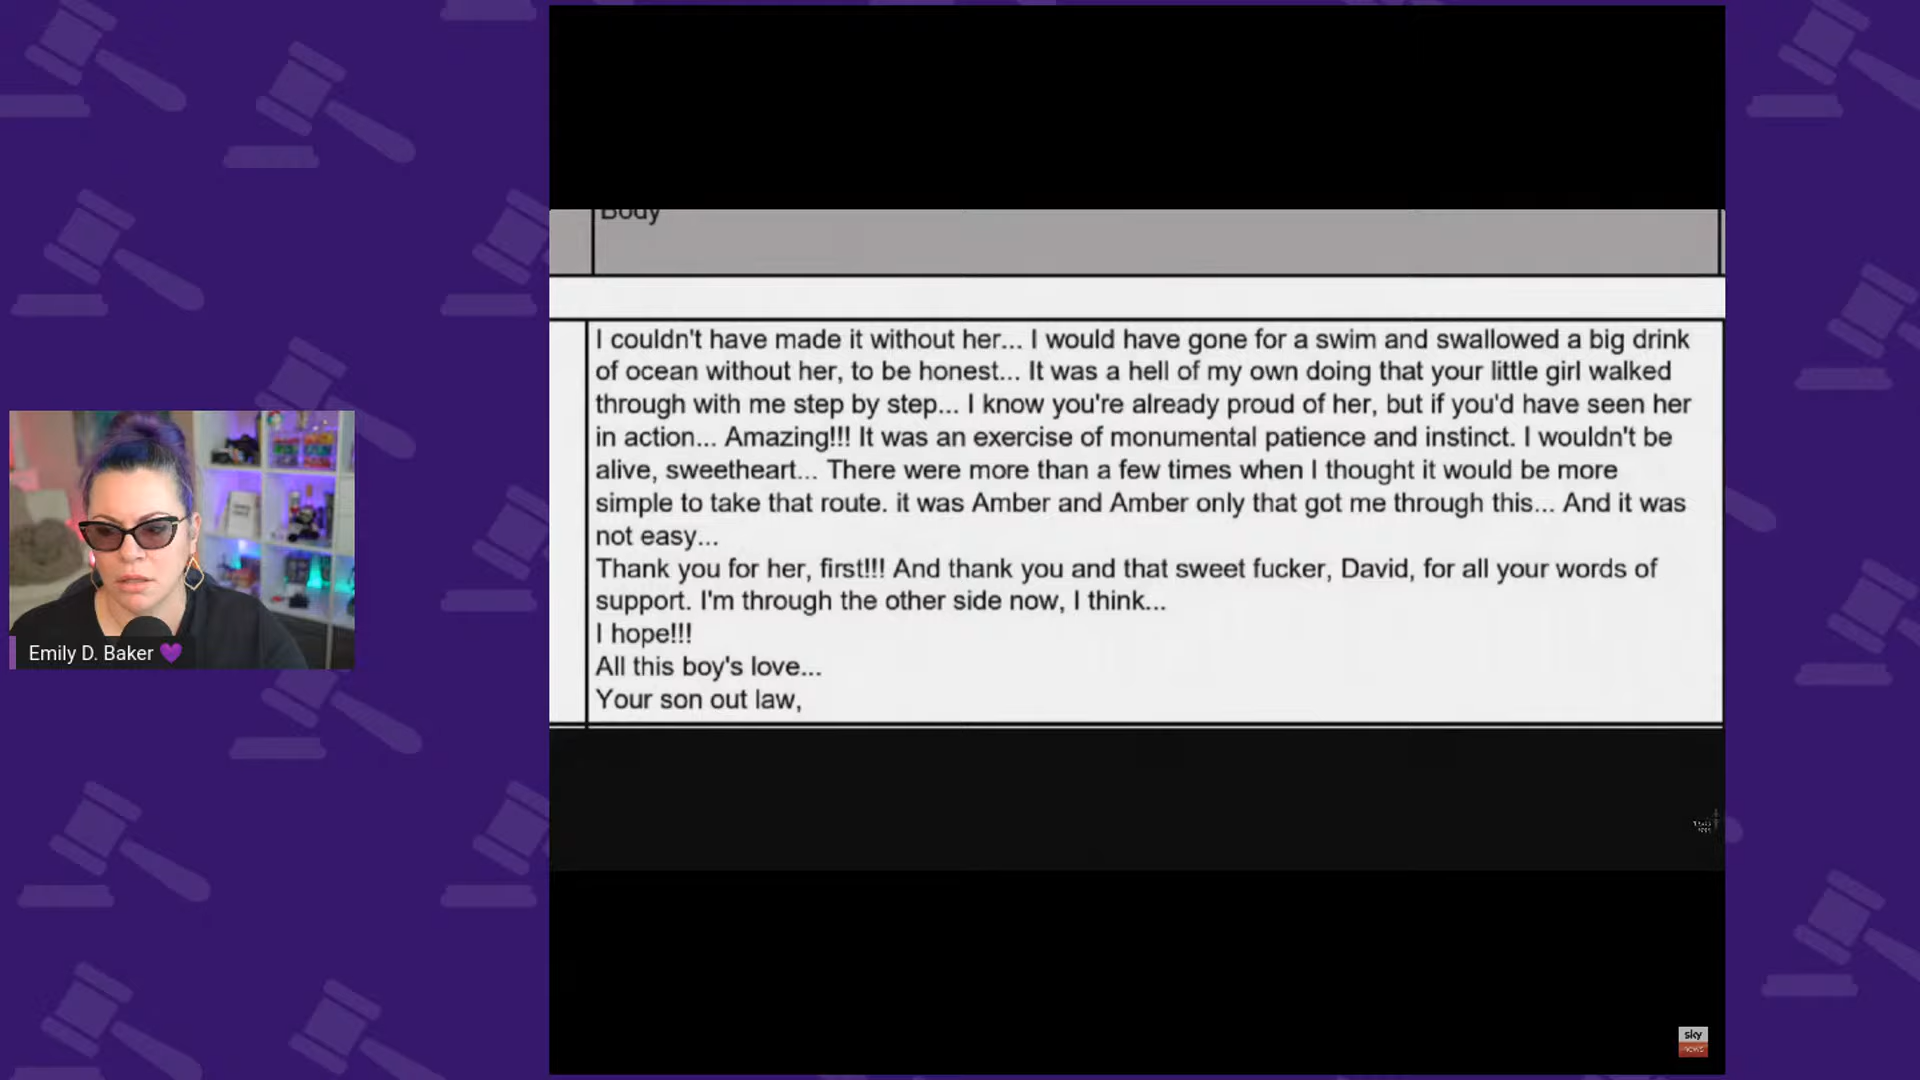 Body
I couldn't have made it without her... I would have gone for a swim and swallowed a big drink
of ocean without her, to be honest... It was a hell of my own doing that your little girl walked
through with me step by step... I know you're already proud of her, but if you'd have seen her
in action... Amazing!!! It was an exercise of monumental patience and instinct. I wouldn't be
alive, sweetheart... There were more than a few times when I thought it would be more
simple to take that route. it was Amber and Amber only that got me through this... And it was
not easy...
Thank you for her, first!!! And thank you and that sweet fucker, David, for all your words of
support. I'm through the other side now, I think...
I hope!!!
All this boy's love...
Your son out law,
Emily D. Baker 💜
sky
news